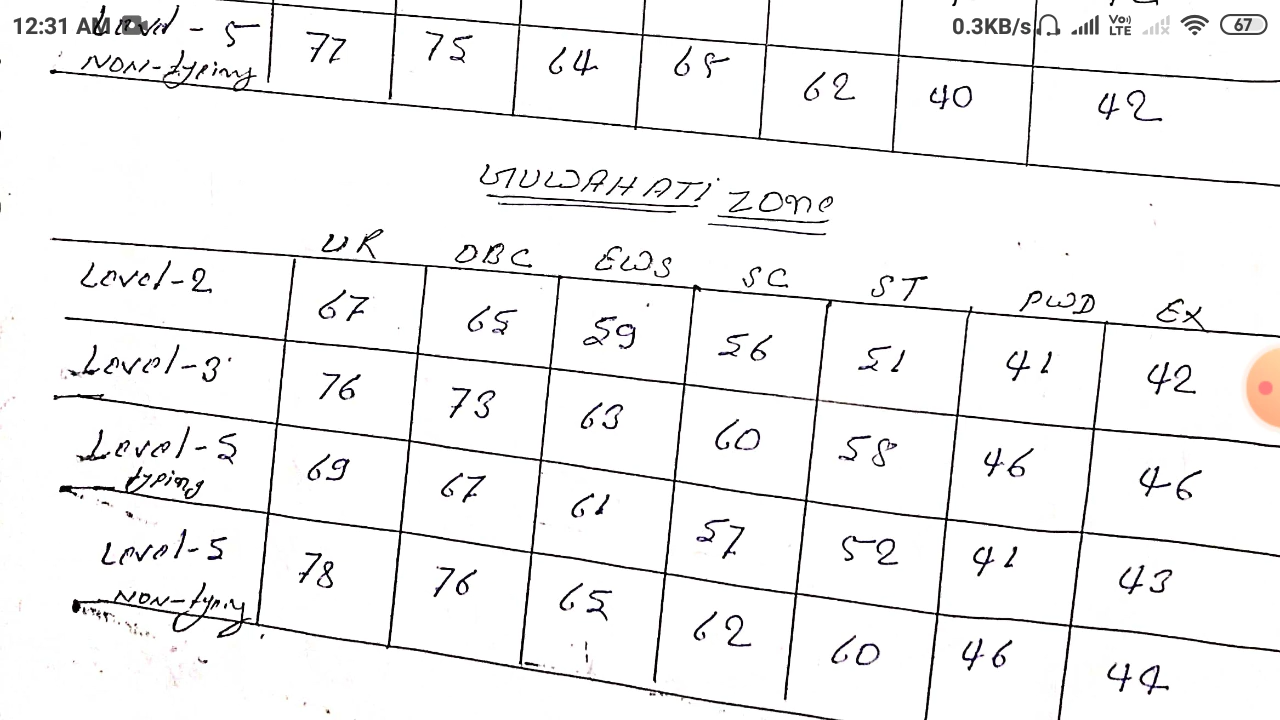 12:31 AM 0.3KB/s Vo) LTE 67
Level-5 77 75 64 65 62 40 42
NON-typing
GUWAHATI ZONE
UR OBC EWS SC ST PWD EX
Level-2 67 65 59 56 51 41 42
Level-3 76 73 63 60 58 46 46
Level-5 69 67 61 57 52 41 43
typing
Level-5 78 76 65 62 60 46 44
NON-typing